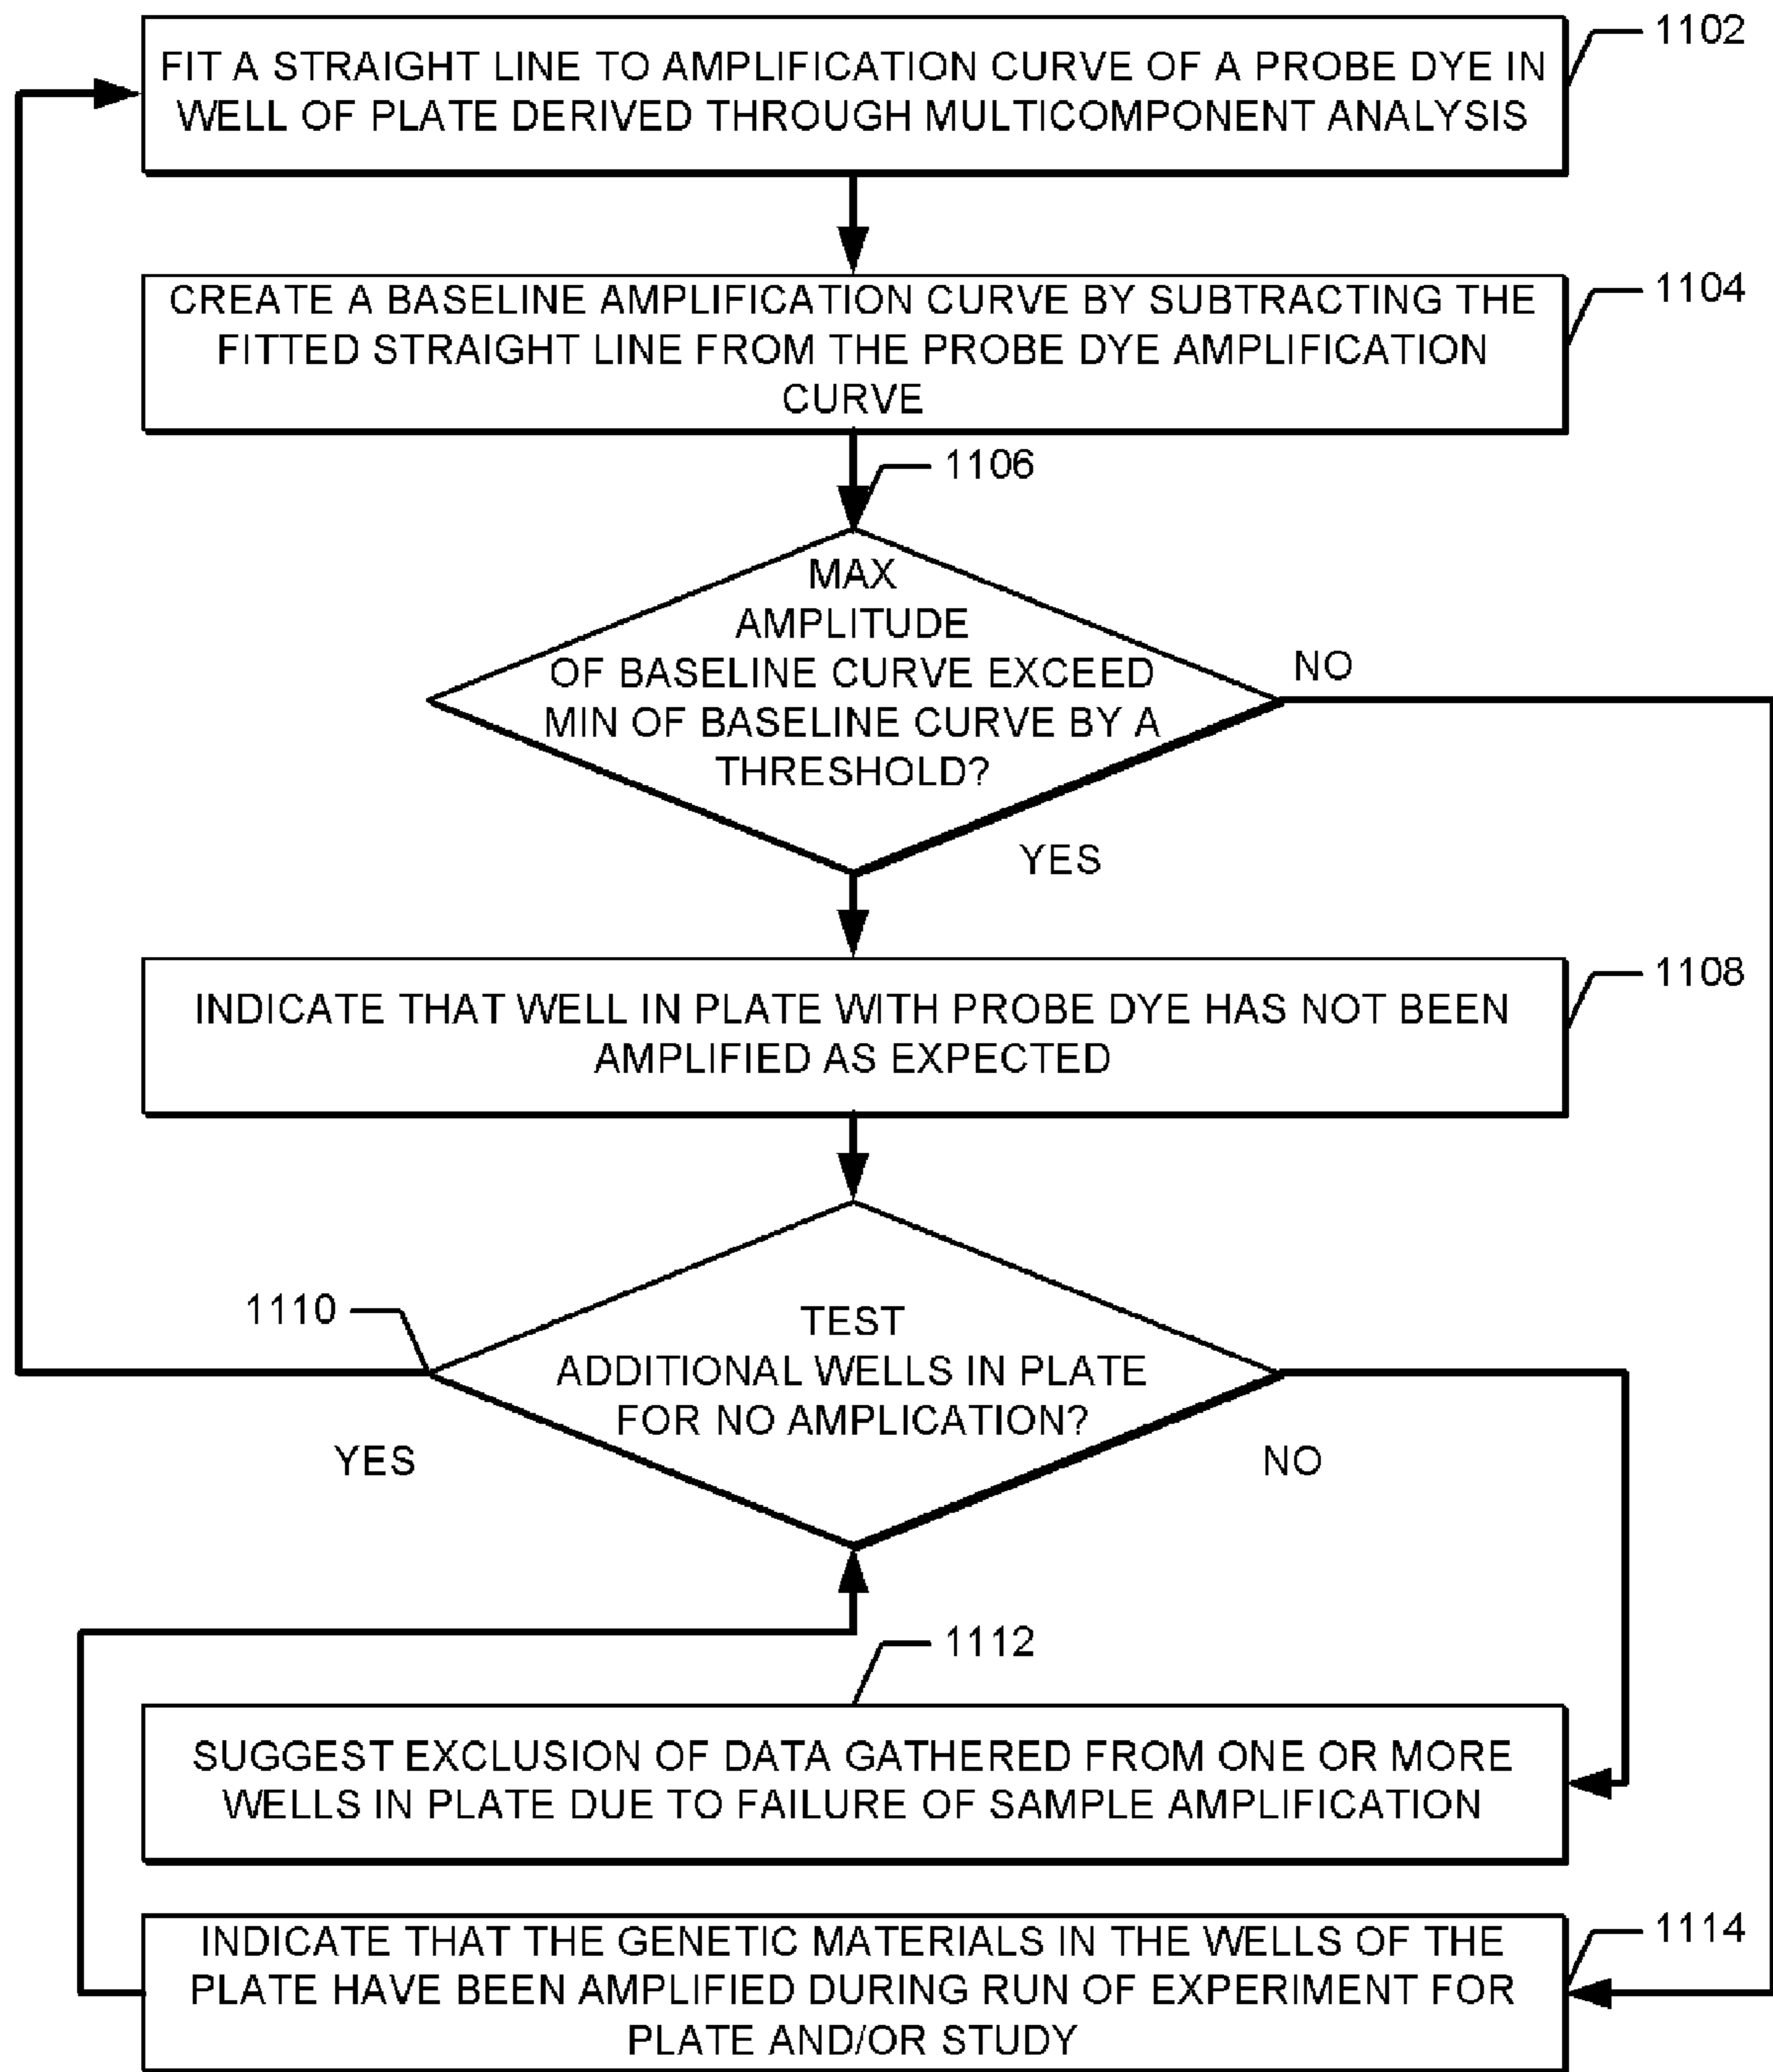 1102
FIT A STRAIGHT LINE TO AMPLIFICATION CURVE OF A PROBE DYE IN
WELL OF PLATE DERIVED THROUGH MULTICOMPONENT ANALYSIS
1104
CREATE A BASELINE AMPLIFICATION CURVE BY SUBTRACTING THE
FITTED STRAIGHT LINE FROM THE PROBE DYE AMPLIFICATION
CURVE
1106
MAX
AMPLITUDE
OF BASELINE CURVE EXCEED
MIN OF BASELINE CURVE BY A
THRESHOLD?
NO
YES
1108
INDICATE THAT WELL IN PLATE WITH PROBE DYE HAS NOT BEEN
AMPLIFIED AS EXPECTED
1110
TEST
ADDITIONAL WELLS IN PLATE
FOR NO AMPLICATION?
YES
NO
1112
SUGGEST EXCLUSION OF DATA GATHERED FROM ONE OR MORE
WELLS IN PLATE DUE TO FAILURE OF SAMPLE AMPLIFICATION
1114
INDICATE THAT THE GENETIC MATERIALS IN THE WELLS OF THE
PLATE HAVE BEEN AMPLIFIED DURING RUN OF EXPERIMENT FOR
PLATE AND/OR STUDY